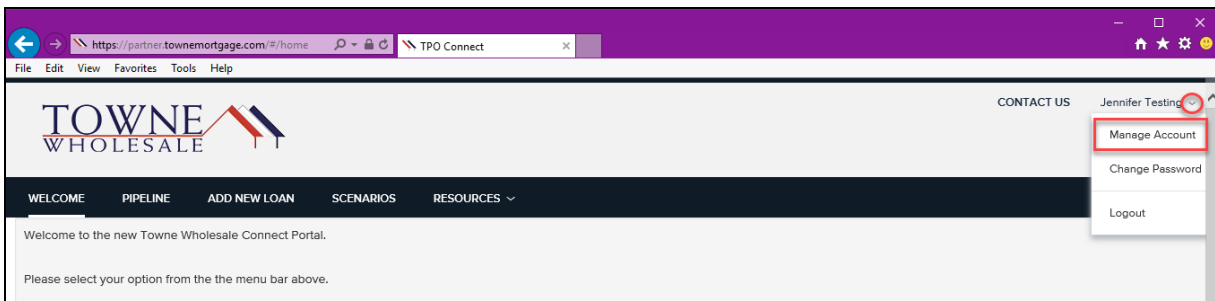 https://partner.townemortgage.com/#/home
TPO Connect
File Edit View Favorites Tools Help
TOWNE
WHOLESALE
CONTACT US
Jennifer Testing
Manage Account
Change Password
Logout
WELCOME PIPELINE ADD NEW LOAN SCENARIOS RESOURCES
Welcome to the new Towne Wholesale Connect Portal.
Please select your option from the the menu bar above.